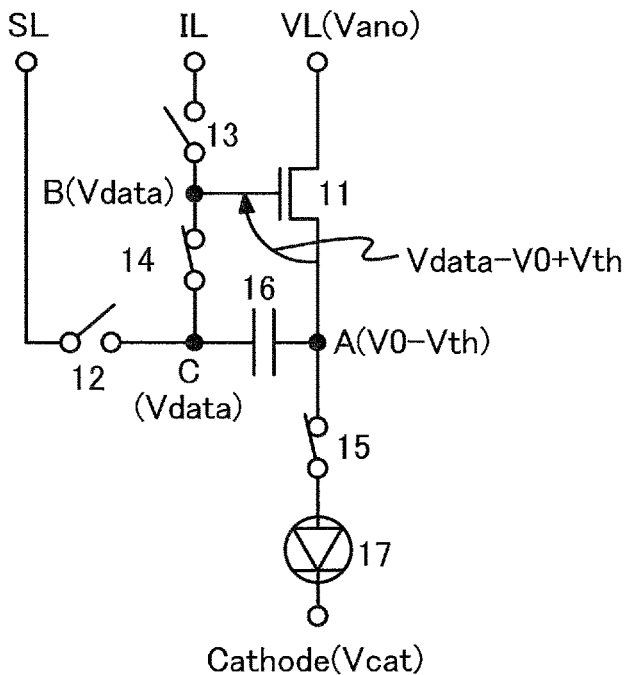 SL
IL
VL(Vano)
13
B(Vdata)
11
14
Vdata-V0+Vth
16
A(V0-Vth)
12
C
(Vdata)
15
17
Cathode(Vcat)